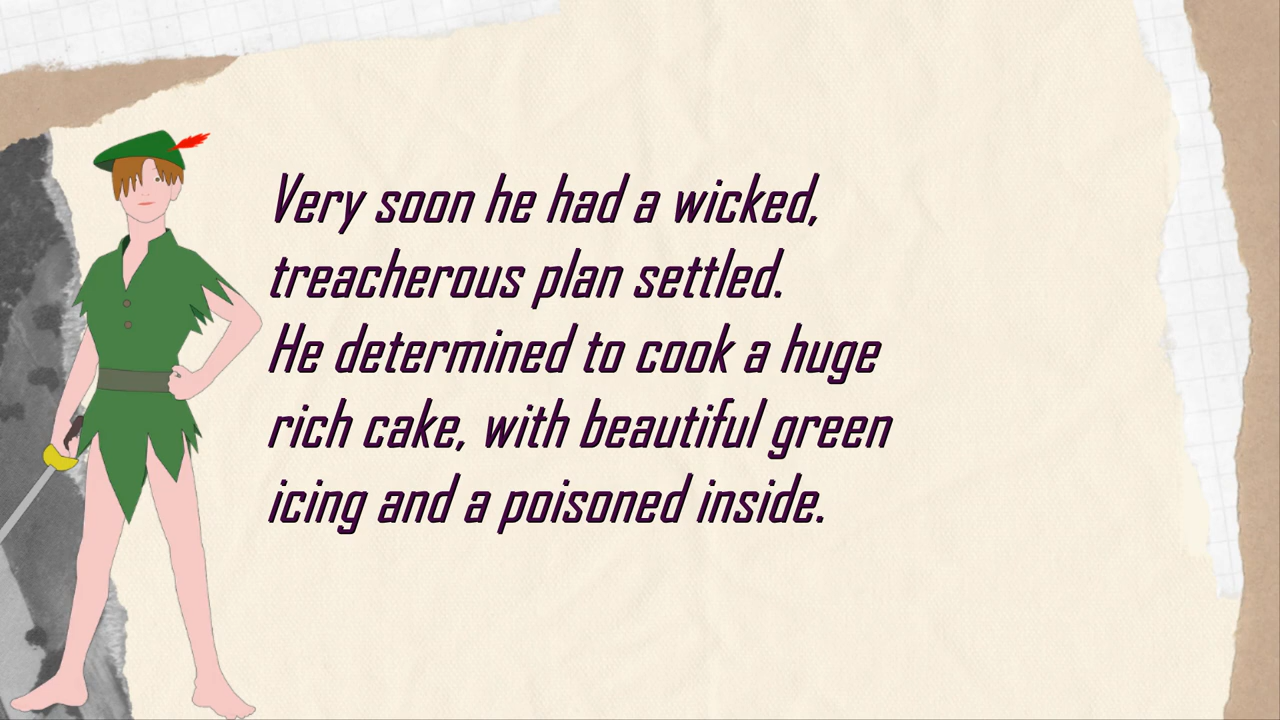 Very soon he had a wicked,
treacherous plan settled.
He determined to cook a huge
rich cake, with beautiful green
icing and a poisoned inside.